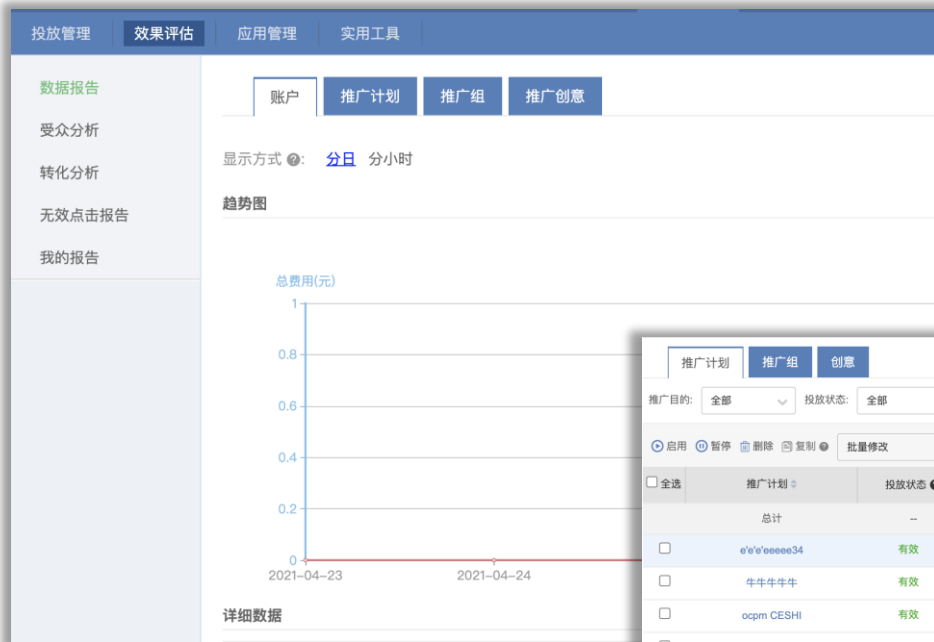 投放管理 效果评估 应用管理 实用工具
数据报告
受众分析
转化分析
无效点击报告
我的报告
账户 推广计划 推广组 推广创意
显示方式 ?: 分日 分小时
趋势图
总费用(元)
1
0.8
0.6
0.4
0.2
0
2021-04-23 2021-04-24
详细数据
推广计划 推广组 创意
推广目的: 全部 投放状态: 全部
启用 暂停 删除 复制 ? 批量修改
全选 推广计划 投放状态 ?
总计 --
e'e'e'eeeee34 有效
牛牛牛牛牛 有效
ocpm CESHI 有效